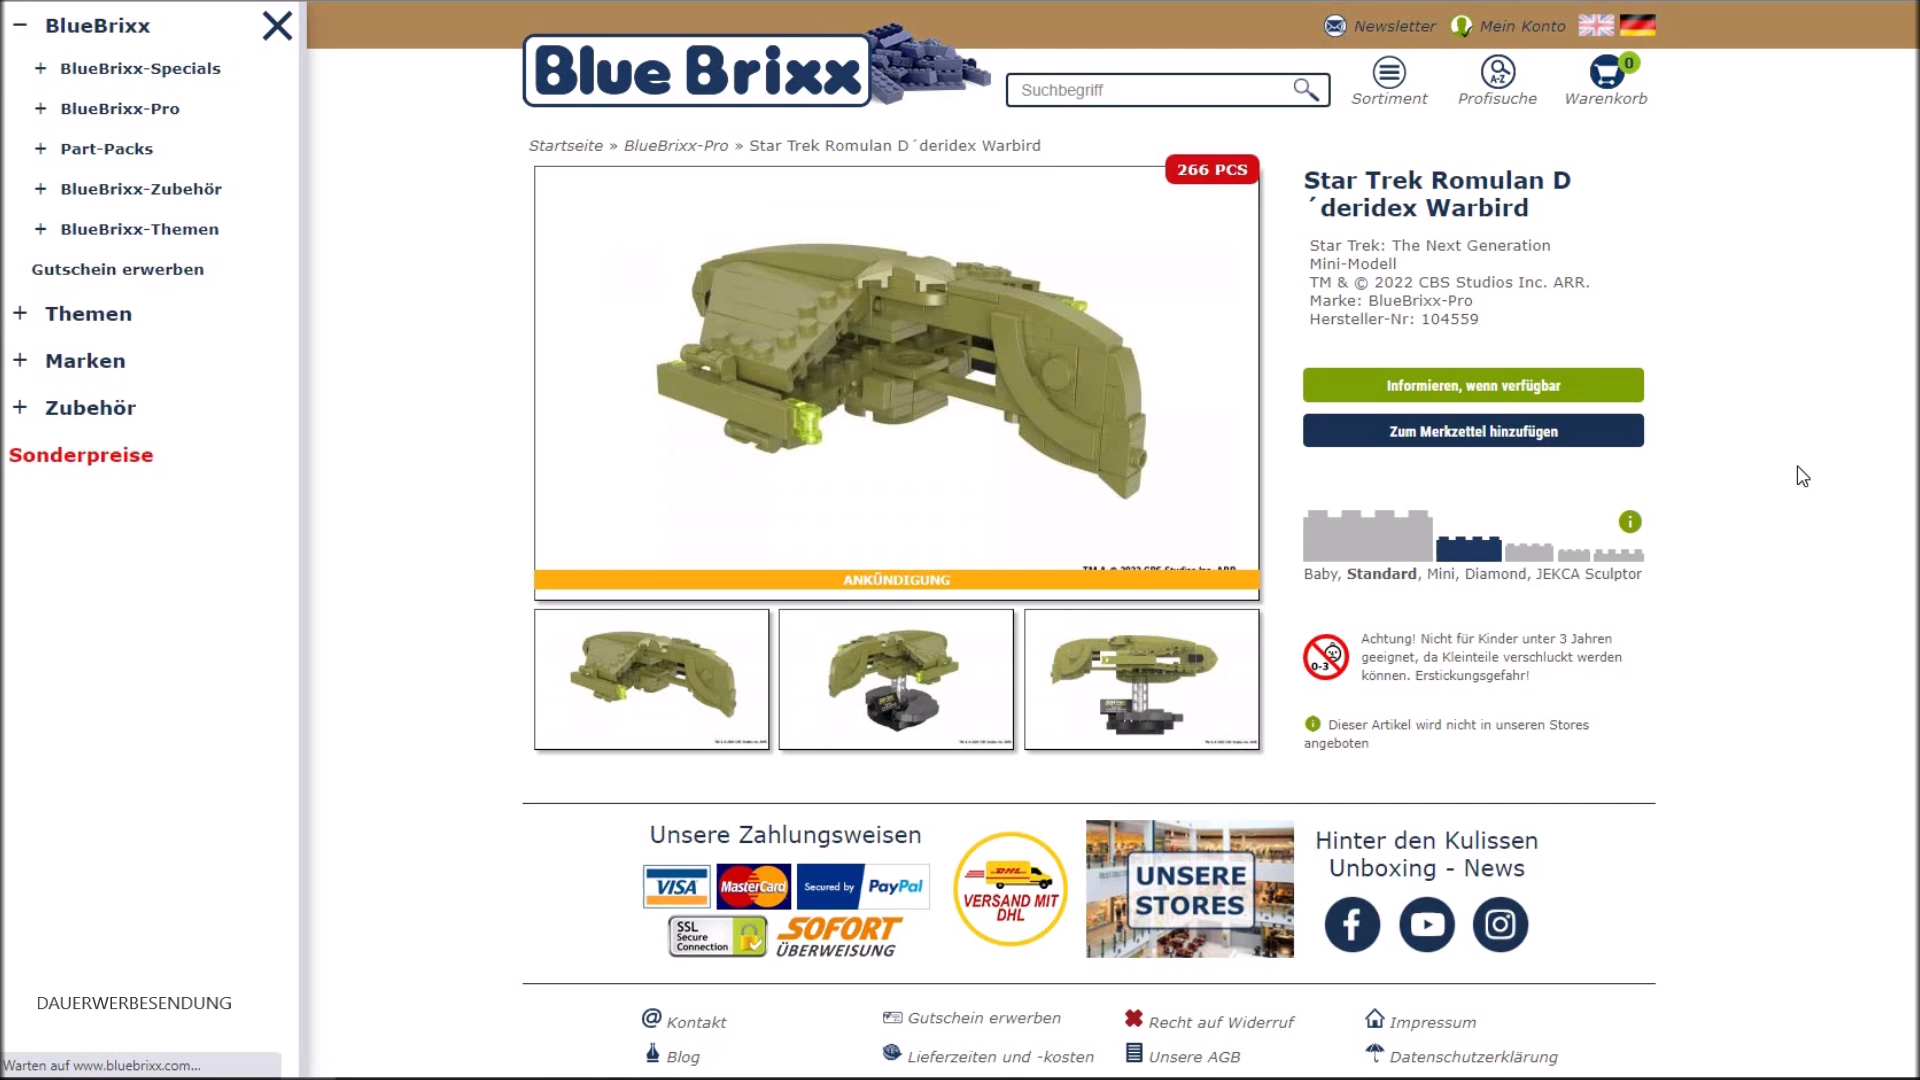 BlueBrixx
BlueBrixx-Specials
BlueBrixx-Pro
Part-Packs
BlueBrixx-Zubehör
BlueBrixx-Themen
Gutschein erwerben
Themen
Marken
Zubehör
Sonderpreise
DAUERWERBESENDUNG
Warten auf www.bluebrixx.com...
Newsletter
Mein Konto
Blue Brixx
Suchbegriff
Sortiment
A-Z
Profisuche
0
Warenkorb
Startseite » BlueBrixx-Pro » Star Trek Romulan D´deridex Warbird
266 PCS
ANKÜNDIGUNG
Star Trek Romulan D
´deridex Warbird
Star Trek: The Next Generation
Mini-Modell
TM & © 2022 CBS Studios Inc. ARR.
Marke: BlueBrixx-Pro
Hersteller-Nr: 104559
Informieren, wenn verfügbar
Zum Merkzettel hinzufügen
i
Baby, Standard, Mini, Diamond, JEKCA Sculptor
0-3
Achtung! Nicht für Kinder unter 3 Jahren
geeignet, da Kleinteile verschluckt werden
können. Erstickungsgefahr!
Dieser Artikel wird nicht in unseren Stores
angeboten
Unsere Zahlungsweisen
VISA
MasterCard
Secured by PayPal
SSL
Secure
Connection
SOFORT
ÜBERWEISUNG
DHL
VERSAND MIT
DHL
UNSERE
STORES
Hinter den Kulissen
Unboxing - News
Kontakt
Gutschein erwerben
Recht auf Widerruf
Impressum
Blog
Lieferzeiten und -kosten
Unsere AGB
Datenschutzerklärung